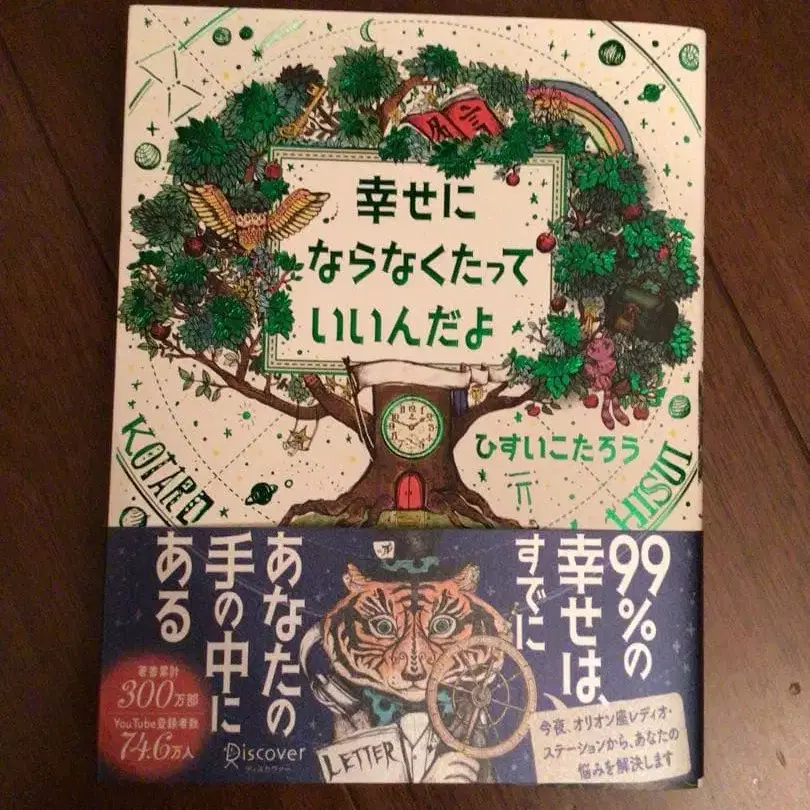 名言
幸せに
ならなくたって
いいんだよ
ひすいこたろう
KOTARO
HISUI
99%の
幸せは、
すでに
あなたの
手の中に
ある
著書累計
300万部
YouTube登録者数
74.6万人
Discover
ディスカヴァー
LETTER
今夜、オリオン座レディオ・
ステーションから、あなたの
悩みを解決します